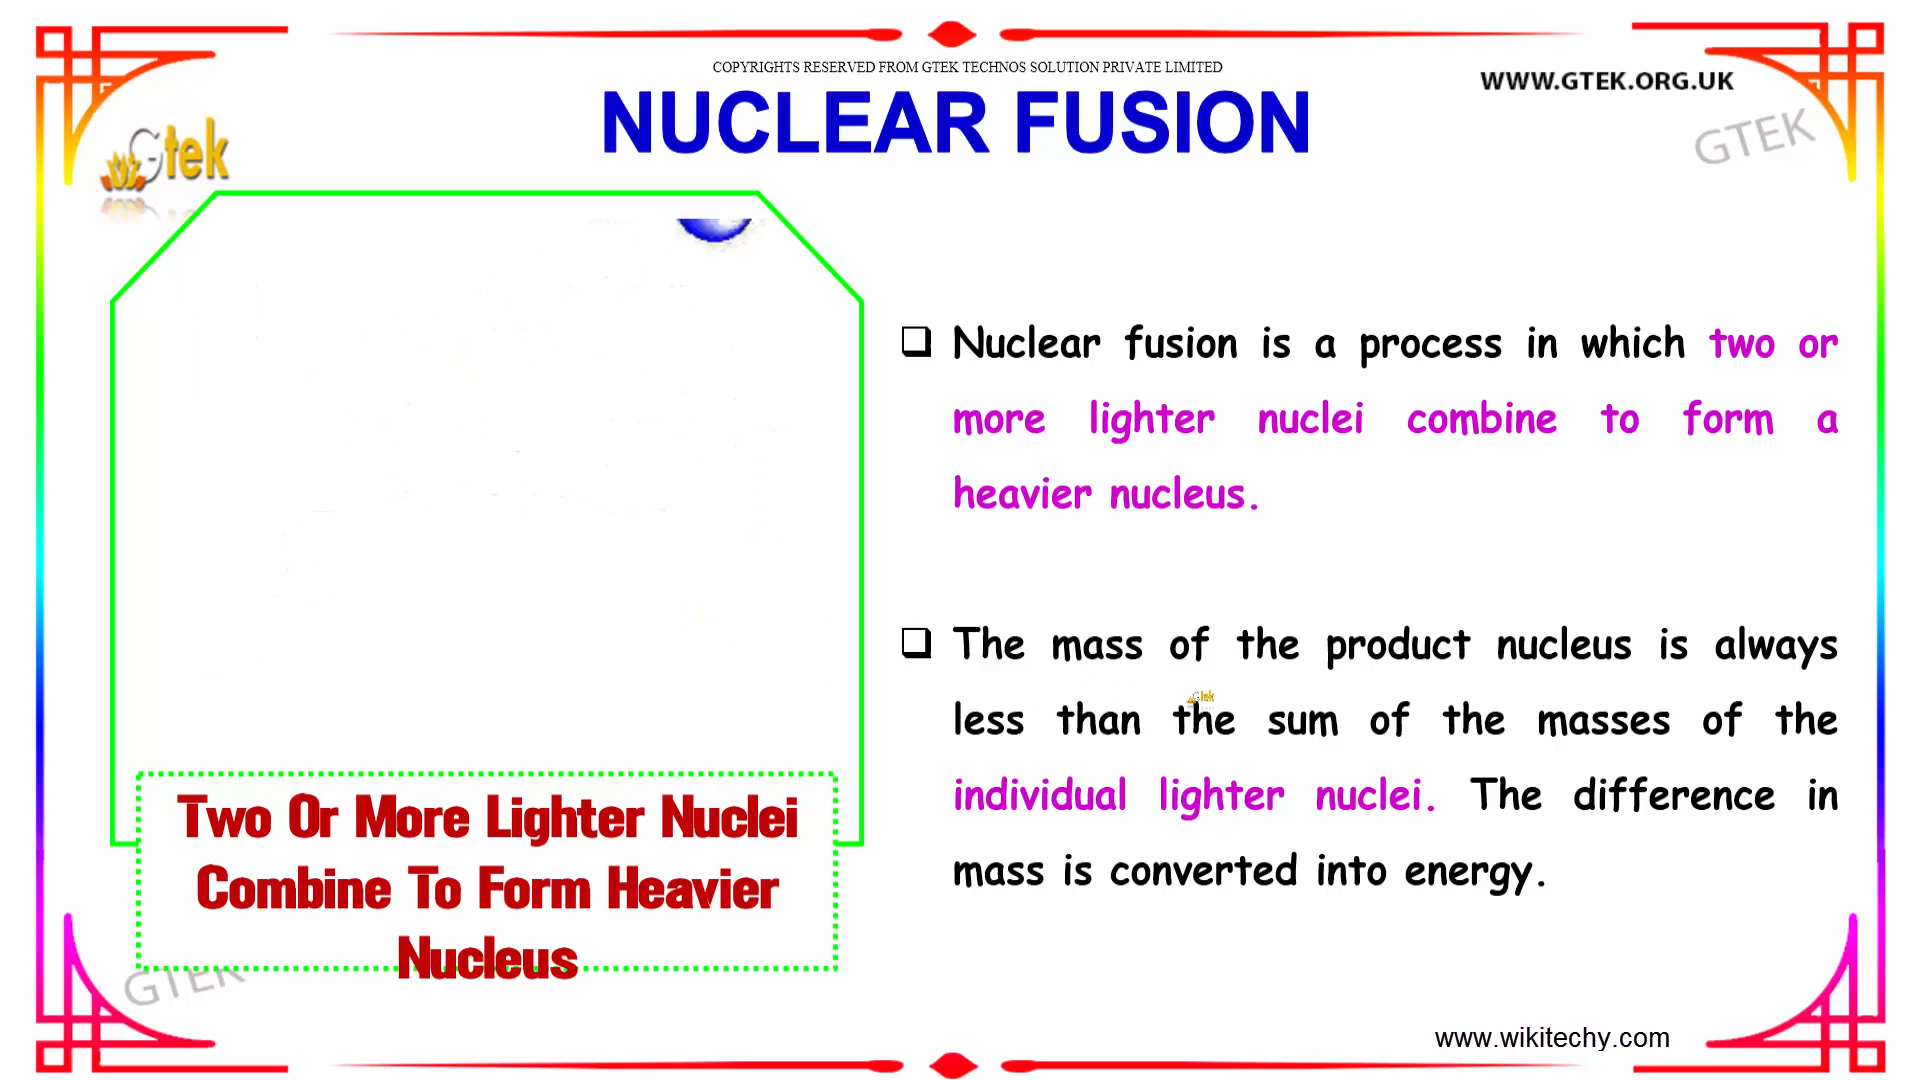 COPYRIGHTS RESERVED FROM GTEK TECHNOS SOLUTION PRIVATE LIMITED
WWW.GTEK.ORG.UK
NUCLEAR FUSION
GTEK
Gtek
Nuclear fusion is a process in which two or
more lighter nuclei combine to form a
heavier nucleus.
The mass of the product nucleus is always
Gtek
less than the sum of the masses of the
individual lighter nuclei. The difference in
mass is converted into energy.
Two Or More Lighter Nuclei
Combine To Form Heavier
Nucleus
GTEK
www.wikitechy.com